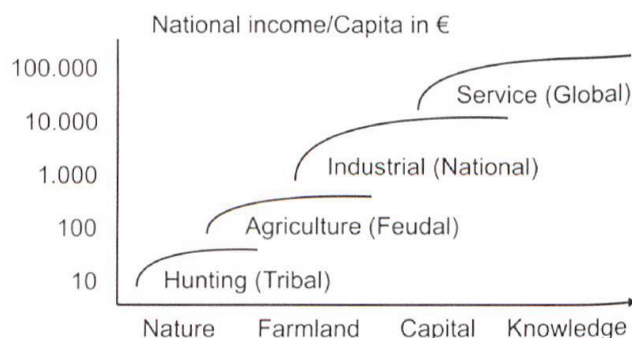 National income/Capita in €
100.000
Service (Global)
10.000
Industrial (National)
1.000
Agriculture (Feudal)
100
Hunting (Tribal)
10
Nature Farmland Capital Knowledge